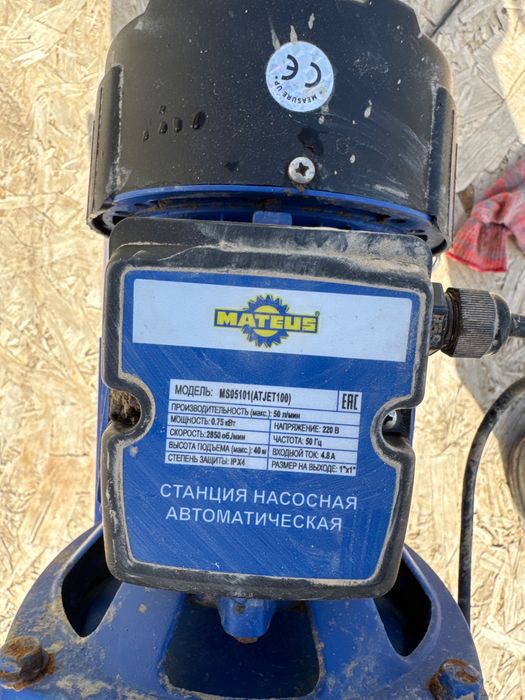 CE
MEASURE UP
MATEUS
МОДЕЛЬ: MS05101(ATJET100)
EAC
ПРОИЗВОДИТЕЛЬНОСТЬ (макс.): 50 л/мин
МОЩНОСТЬ: 0.75 кВт
НАПРЯЖЕНИЕ: 220 В
СКОРОСТЬ: 2850 об./мин
ЧАСТОТА: 50 Гц
ВЫСОТА ПОДЪЕМА (макс.): 40 м
ВХОДНОЙ ТОК: 4.8 А
СТЕПЕНЬ ЗАЩИТЫ: IPX4
РАЗМЕР НА ВЫХОДЕ: 1"x1"
СТАНЦИЯ НАСОСНАЯ
АВТОМАТИЧЕСКАЯ